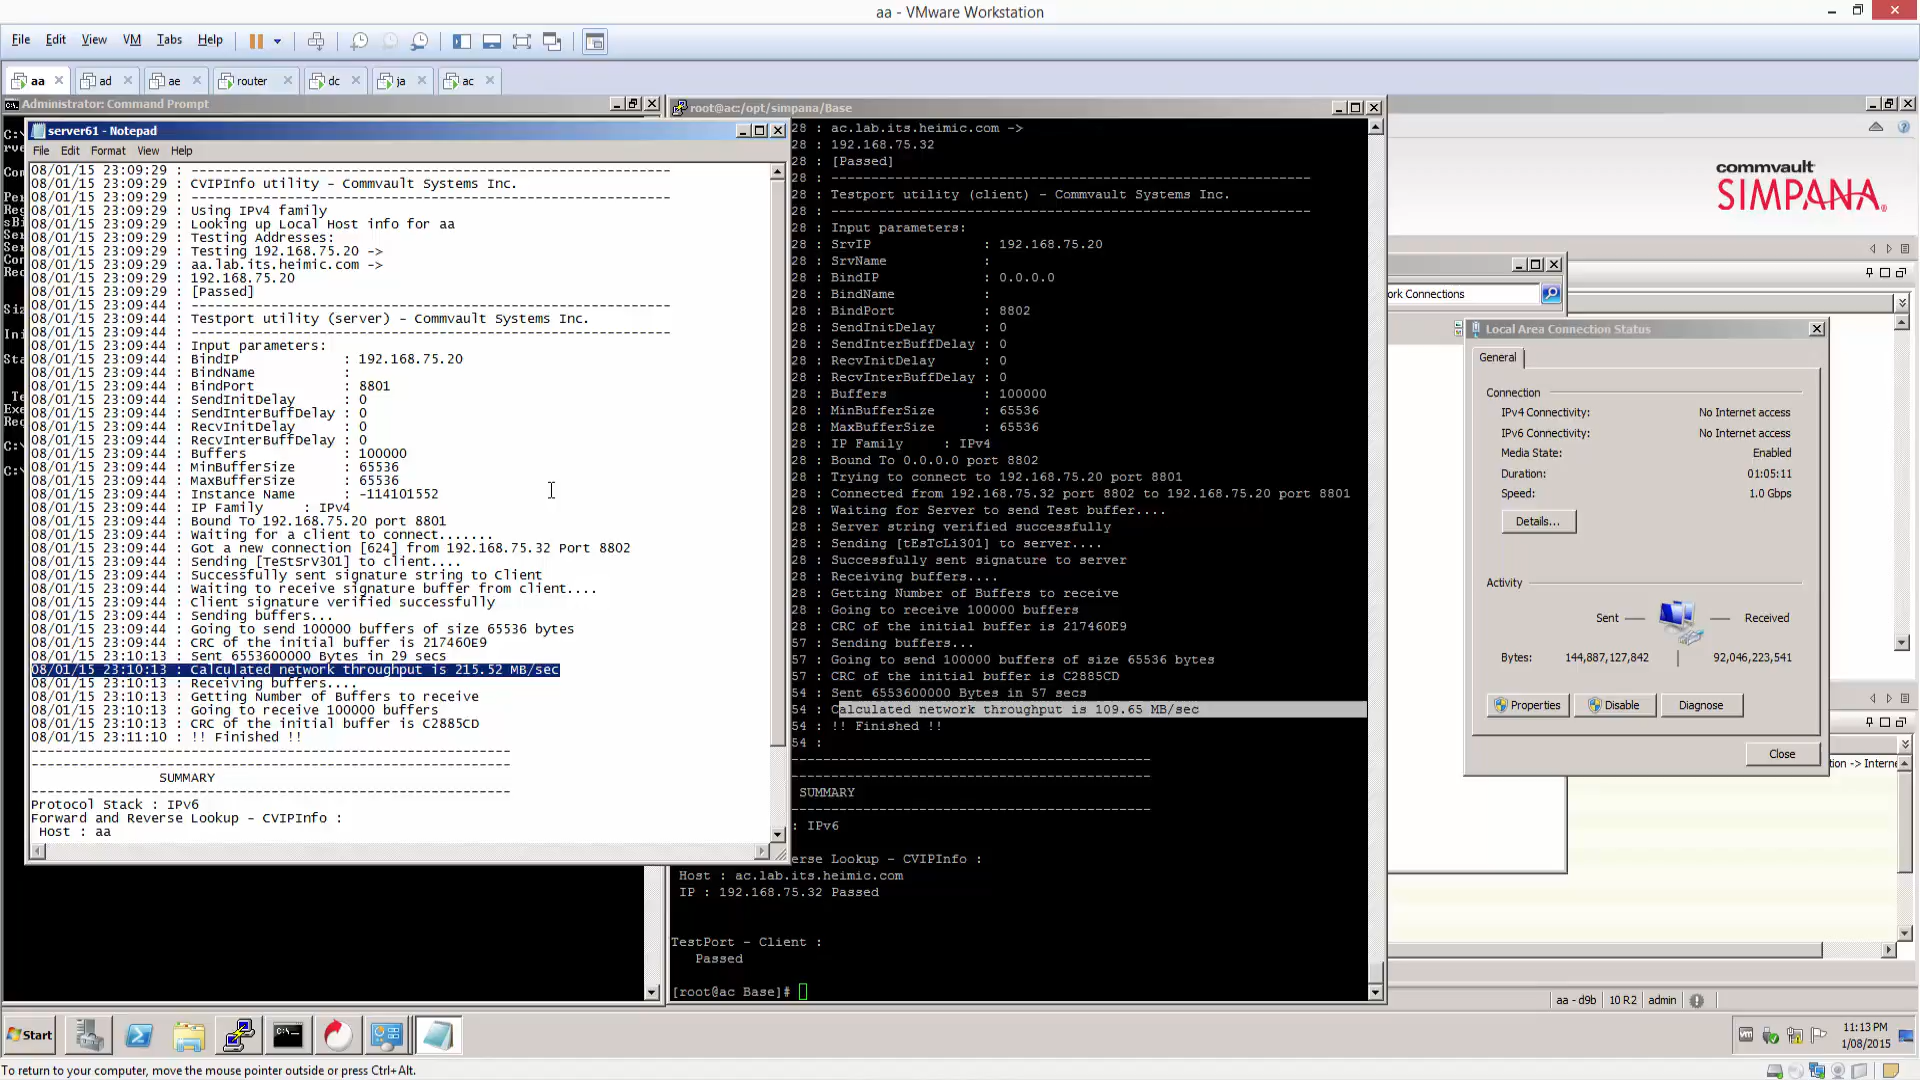 aa - VMware Workstation
File Edit View VM Tabs Help
aa ad ae router dc ja ac
Administrator: Command Prompt
root@ac:/opt/simpana/Base
server61 - Notepad
File Edit Format View Help
08/01/15 23:09:29 : ------------------------------------------------------------
08/01/15 23:09:29 : CVIPInfo utility - Commvault Systems Inc.
08/01/15 23:09:29 : ------------------------------------------------------------
08/01/15 23:09:29 : Using IPv4 family
08/01/15 23:09:29 : Looking up Local Host info for aa
08/01/15 23:09:29 : Testing Addresses:
08/01/15 23:09:29 : Testing 192.168.75.20 ->
08/01/15 23:09:29 : aa.lab.its.heimic.com ->
08/01/15 23:09:29 : 192.168.75.20
08/01/15 23:09:29 : [Passed]
08/01/15 23:09:44 : ------------------------------------------------------------
08/01/15 23:09:44 : Testport utility (server) - Commvault Systems Inc.
08/01/15 23:09:44 : ------------------------------------------------------------
08/01/15 23:09:44 : Input parameters:
08/01/15 23:09:44 : BindIP : 192.168.75.20
08/01/15 23:09:44 : BindName :
08/01/15 23:09:44 : BindPort : 8801
08/01/15 23:09:44 : SendInitDelay : 0
08/01/15 23:09:44 : SendInterBuffDelay : 0
08/01/15 23:09:44 : RecvInitDelay : 0
08/01/15 23:09:44 : RecvInterBuffDelay : 0
08/01/15 23:09:44 : Buffers : 100000
08/01/15 23:09:44 : MinBufferSize : 65536
08/01/15 23:09:44 : MaxBufferSize : 65536
08/01/15 23:09:44 : Instance Name : -114101552
08/01/15 23:09:44 : IP Family : IPv4
08/01/15 23:09:44 : Bound To 192.168.75.20 port 8801
08/01/15 23:09:44 : Waiting for a client to connect.......
08/01/15 23:09:44 : Got a new connection [624] from 192.168.75.32 Port 8802
08/01/15 23:09:44 : Sending [TeStSrv301] to client....
08/01/15 23:09:44 : Successfully sent signature string to Client
08/01/15 23:09:44 : Waiting to receive signature buffer from client....
08/01/15 23:09:44 : Client signature verified successfully
08/01/15 23:09:44 : Sending buffers...
08/01/15 23:09:44 : Going to send 100000 buffers of size 65536 bytes
08/01/15 23:09:44 : CRC of the initial buffer is 217460E9
08/01/15 23:10:13 : Sent 6553600000 Bytes in 29 secs
08/01/15 23:10:13 : Calculated network throughput is 215.52 MB/sec
08/01/15 23:10:13 : Receiving buffers....
08/01/15 23:10:13 : Getting Number of Buffers to receive
08/01/15 23:10:13 : Going to receive 100000 buffers
08/01/15 23:10:13 : CRC of the initial buffer is C2885CD
08/01/15 23:11:10 : !! Finished !!
------------------------------------------------------------
SUMMARY
------------------------------------------------------------
Protocol Stack : IPv6
Forward and Reverse Lookup - CVIPInfo :
Host : aa
28 : ac.lab.its.heimic.com ->
28 : 192.168.75.32
28 : [Passed]
28 : ------------------------------------------------------------
28 : Testport utility (client) - Commvault Systems Inc.
28 : ------------------------------------------------------------
28 : Input parameters:
28 : SrvIP : 192.168.75.20
28 : SrvName :
28 : BindIP : 0.0.0.0
28 : BindName :
28 : BindPort : 8802
28 : SendInitDelay : 0
28 : SendInterBuffDelay : 0
28 : RecvInitDelay : 0
28 : RecvInterBuffDelay : 0
28 : Buffers : 100000
28 : MinBufferSize : 65536
28 : MaxBufferSize : 65536
28 : IP Family : IPv4
28 : Bound To 0.0.0.0 port 8802
28 : Trying to connect to 192.168.75.20 port 8801
28 : Connected from 192.168.75.32 port 8802 to 192.168.75.20 port 8801
28 : Waiting for Server to send Test buffer....
28 : Server string verified successfully
28 : Sending [tEsTcLi301] to server....
28 : Successfully sent signature to server
28 : Receiving buffers....
28 : Getting Number of Buffers to receive
28 : Going to receive 100000 buffers
28 : CRC of the initial buffer is 217460E9
57 : Sending buffers...
57 : Going to send 100000 buffers of size 65536 bytes
57 : CRC of the initial buffer is C2885CD
54 : Sent 6553600000 Bytes in 57 secs
54 : Calculated network throughput is 109.65 MB/sec
54 : !! Finished !!
54 :
------------------------------------------------------------
------------------------------------------------------------
SUMMARY
------------------------------------------------------------
: IPv6
erse Lookup - CVIPInfo :
Host : ac.lab.its.heimic.com
IP : 192.168.75.32 Passed
TestPort - Client :
Passed
[root@ac Base]#
commvault
SIMPANA
rk Connections
Local Area Connection Status
General
Connection
IPv4 Connectivity: No Internet access
IPv6 Connectivity: No Internet access
Media State: Enabled
Duration: 01:05:11
Speed: 1.0 Gbps
Details...
Activity
Sent Received
Bytes: 144,887,127,842 92,046,223,541
Properties Disable Diagnose
Close
tion -> Interne
aa - d9b 10 R2 admin
Start
11:13 PM
1/08/2015
To return to your computer, move the mouse pointer outside or press Ctrl+Alt.